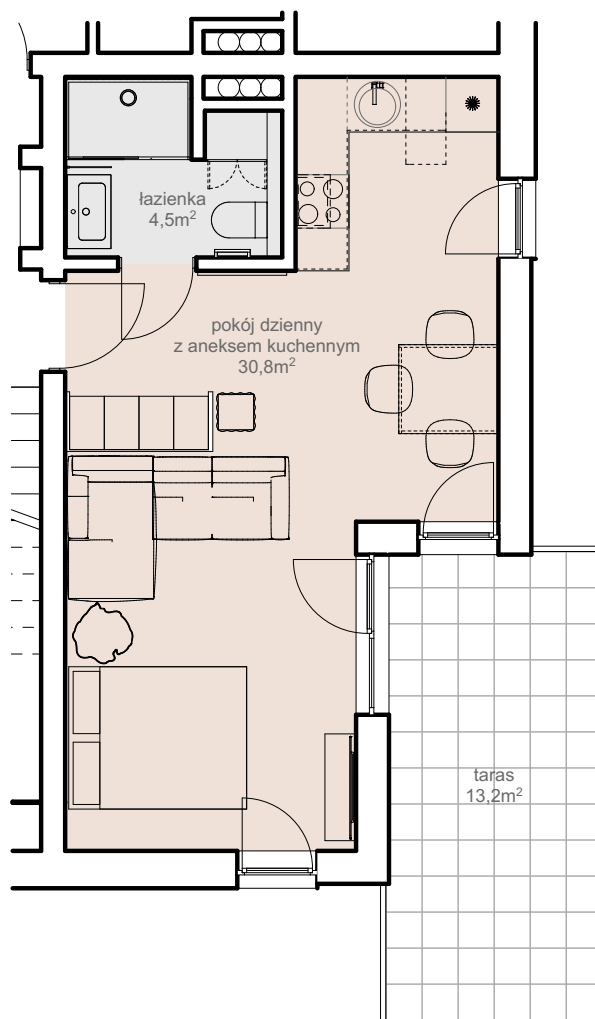 łazienka
4,5m²
pokój dzienny
z aneksem kuchennym
30,8m²
taras
13,2m²